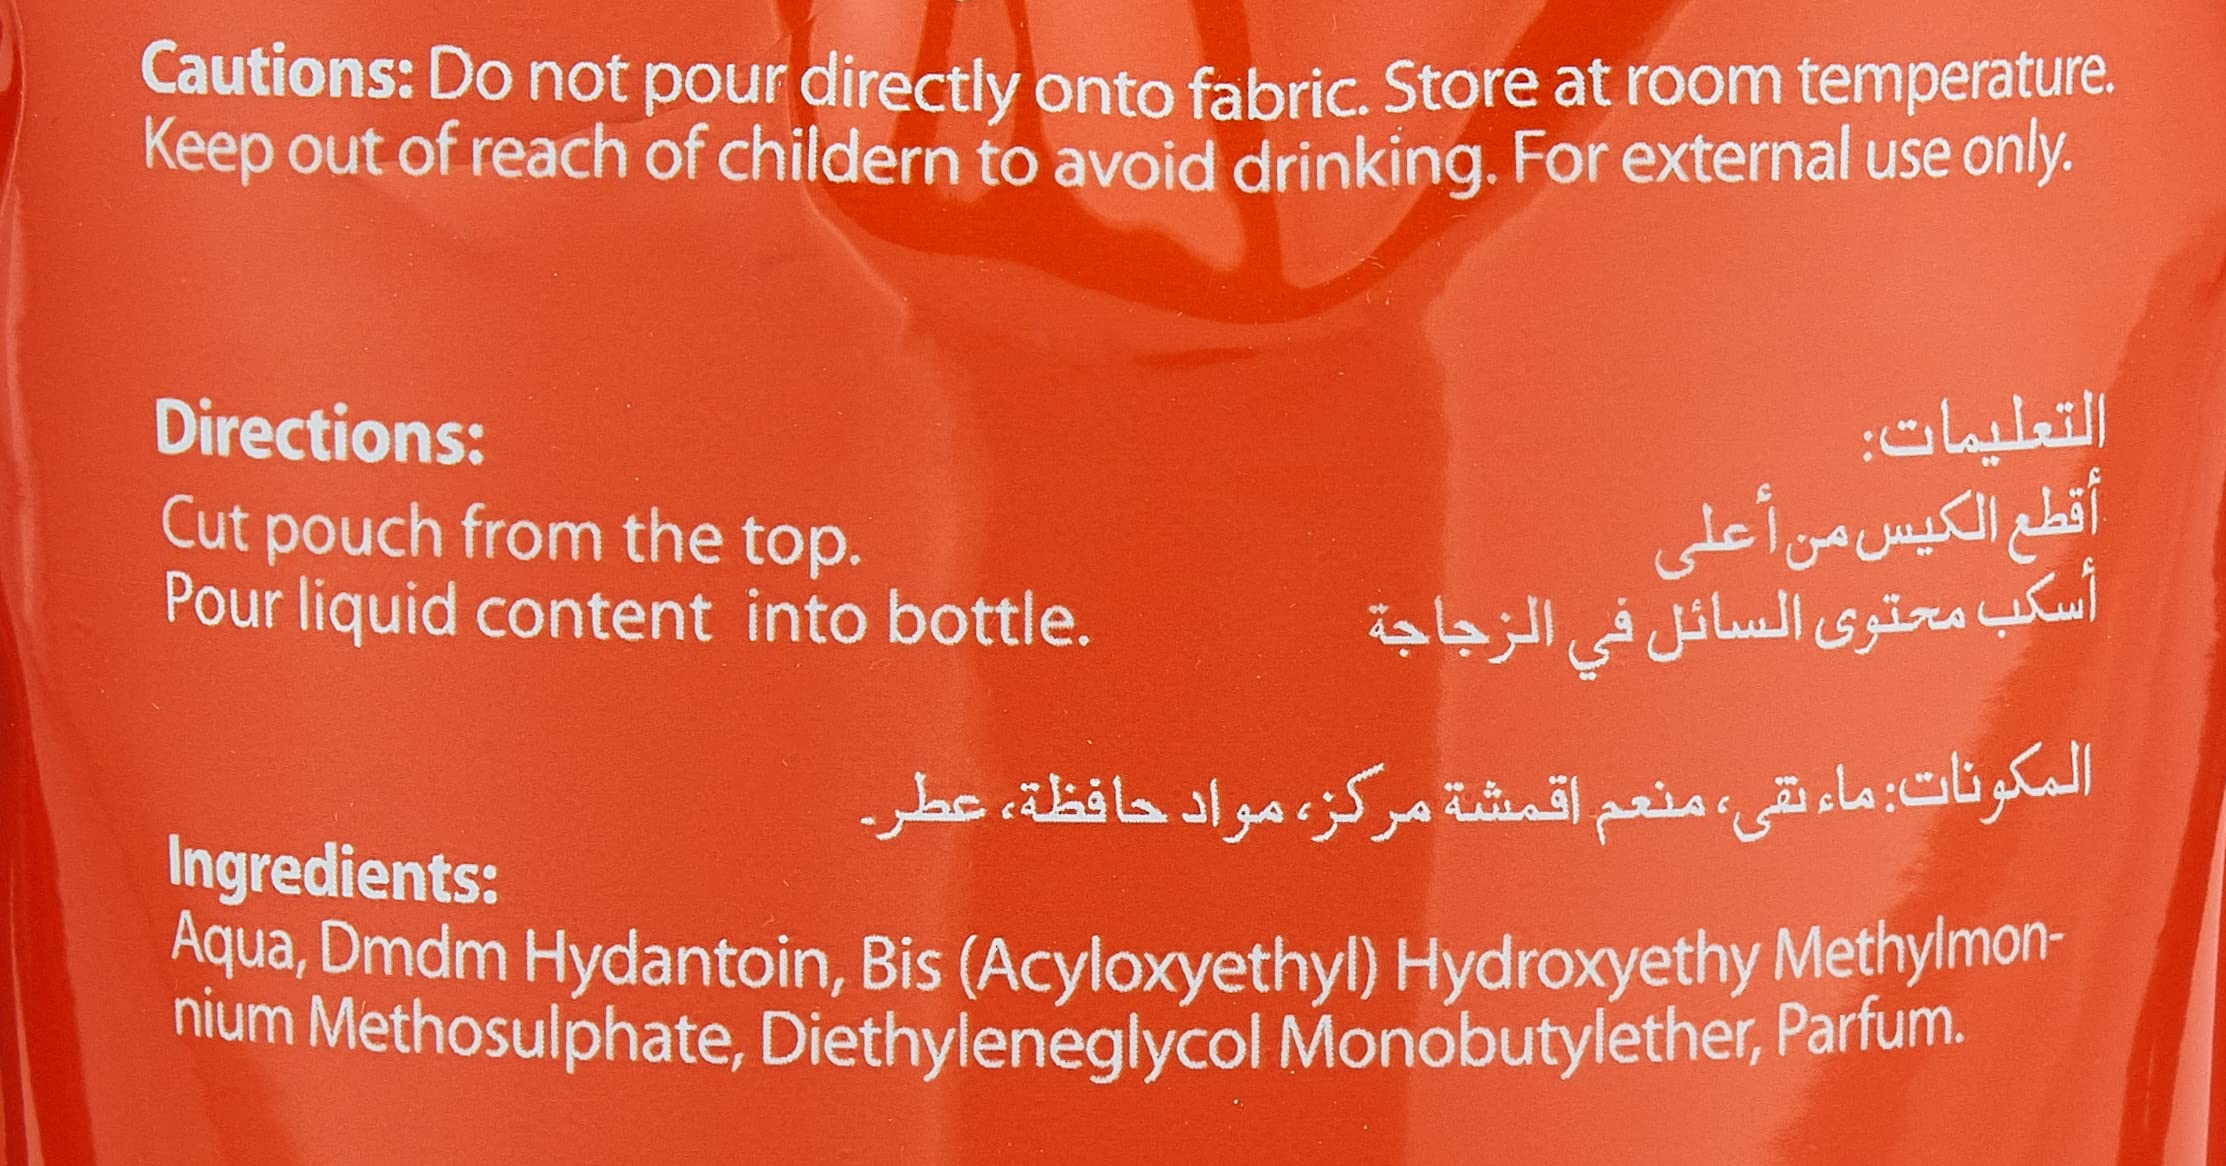 Cautions: Do not pour directly onto fabric. Store at room temperature.
Keep out of reach of childern to avoid drinking. For external use only.
Directions:
Cut pouch from the top.
Pour liquid content into bottle.
التعليمات:
أقطع الكيس من أعلى
أسكب محتوى السائل في الزجاجة
المكونات: ماء نقى، منعم اقمشة مركز، مواد حافظة، عطر.
Ingredients:
Aqua, Dmdm Hydantoin, Bis (Acyloxyethyl) Hydroxyethy Methylmon-
nium Methosulphate, Diethyleneglycol Monobutylether, Parfum.